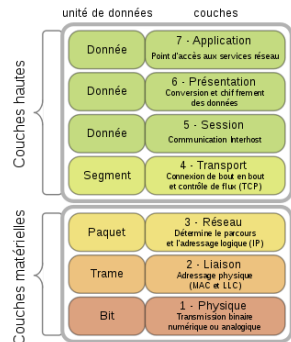 unité de données couches
Couches hautes
Donnée 7 - Application
Point d'accès aux services réseau
Donnée 6 - Présentation
Conversion et chiffrement
des données
Donnée 5 - Session
Communication Interhost
Segment 4 - Transport
Connexion de bout en bout
et contrôle de flux (TCP)
Couches matérielles
Paquet 3 - Réseau
Détermine le parcours
et l'adressage logique (IP)
Trame 2 - Liaison
Adressage physique
(MAC et LLC)
Bit 1 - Physique
Transmission binaire
numérique ou analogique